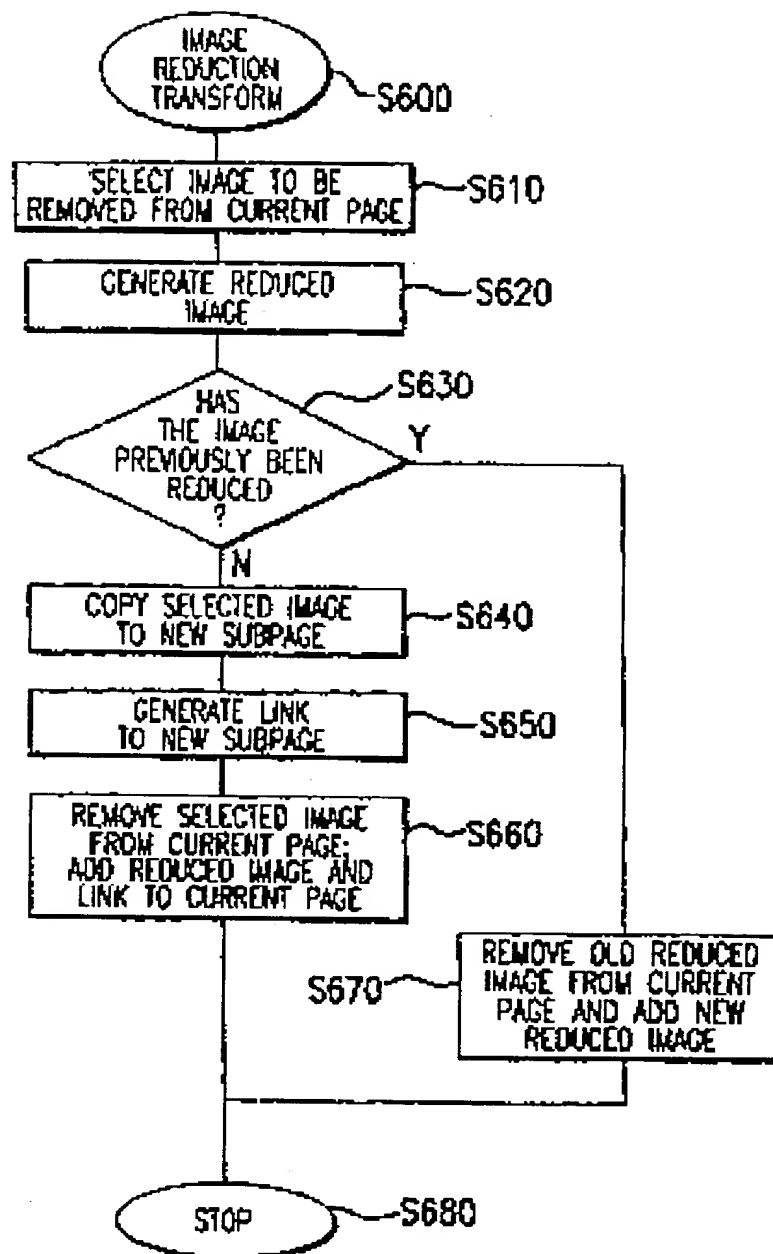 IMAGE
REDUCTION
TRANSFORM
S600
SELECT IMAGE TO BE
REMOVED FROM CURRENT PAGE
S610
GENERATE REDUCED
IMAGE
S620
HAS
THE IMAGE
PREVIOUSLY BEEN
REDUCED
?
S630
Y
N
COPY SELECTED IMAGE
TO NEW SUBPAGE
S640
GENERATE LINK
TO NEW SUBPAGE
S650
REMOVE SELECTED IMAGE
FROM CURRENT PAGE;
ADD REDUCED IMAGE AND
LINK TO CURRENT PAGE
S660
REMOVE OLD REDUCED
IMAGE FROM CURRENT
PAGE AND ADD NEW
REDUCED IMAGE
S670
STOP
S680